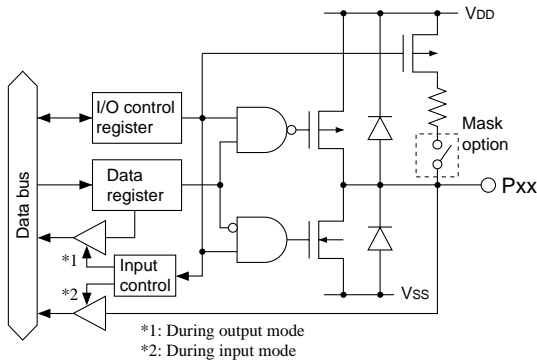 VDD
I/O control
register
Mask
option
Data bus
Data
register
Pxx
*1
Input
control
*2
VSS
*1: During output mode
*2: During input mode